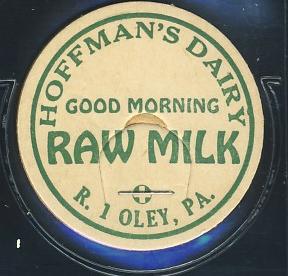 HOFFMAN'S DAIRY
GOOD MORNING
RAW MILK
R. 1 OLEY, PA.